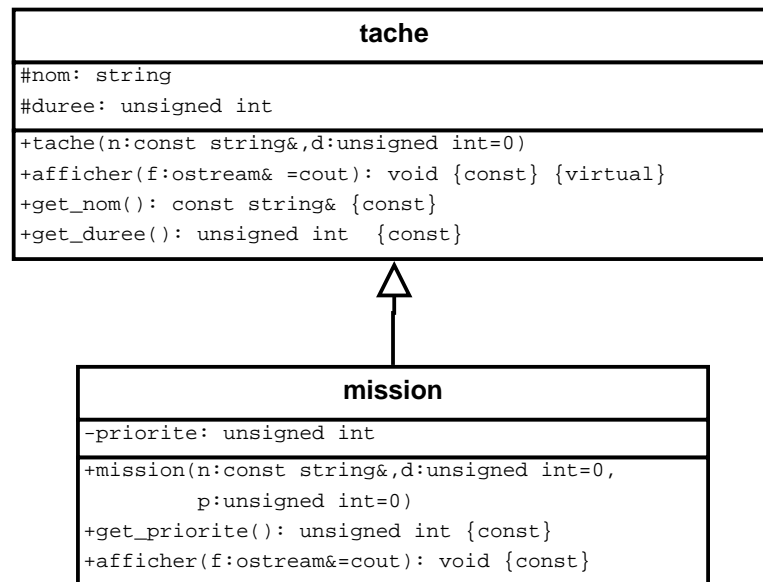 tache
#nom: string
#duree: unsigned int
+tache(n:const string&,d:unsigned int=0)
+afficher(f:ostream& =cout): void {const} {virtual}
+get_nom(): const string& {const}
+get_duree(): unsigned int  {const}
mission
-priorite: unsigned int
+mission(n:const string&,d:unsigned int=0,
p:unsigned int=0)
+get_priorite(): unsigned int {const}
+afficher(f:ostream&=cout): void {const}